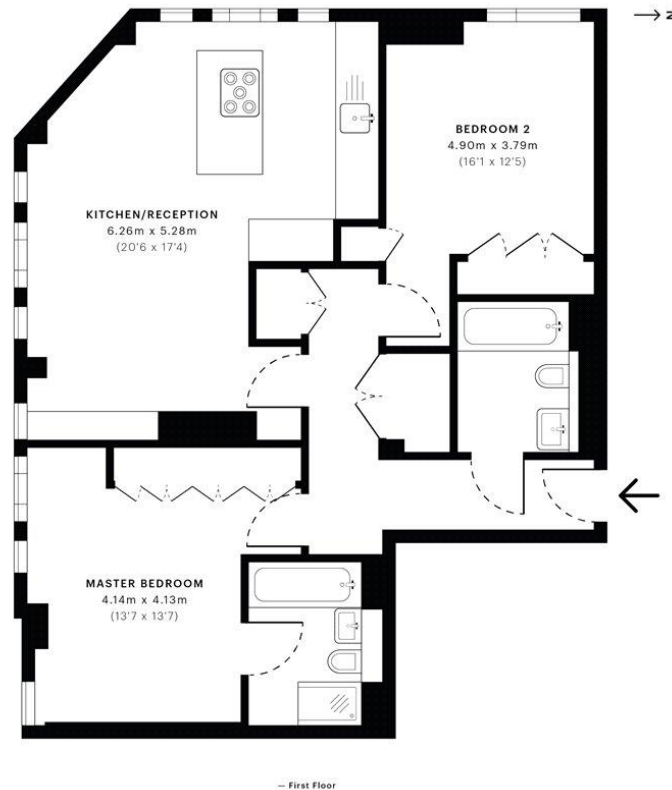 N
BEDROOM 2
4.90m x 3.79m
(16'1 x 12'5)
KITCHEN/RECEPTION
6.26m x 5.28m
(20'6 x 17'4)
MASTER BEDROOM
4.14m x 4.13m
(13'7 x 13'7)
— First Floor